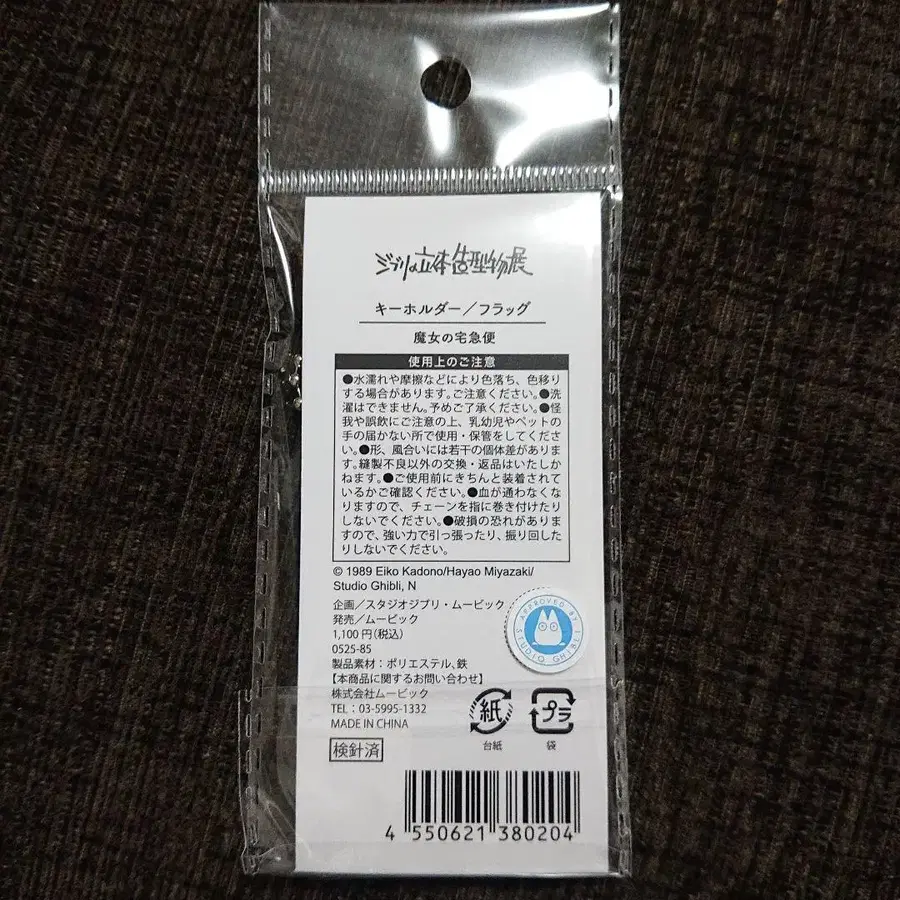 ジブリの立体造型物展
キーホルダー／フラッグ
魔女の宅急便
使用上のご注意
●水濡れや摩擦などにより色落ち、色移り
する場合があります。ご注意ください。●洗
濯はできません。予めご了承ください。●怪
我や誤飲にご注意の上、乳幼児やペットの
手の届かない所で使用・保管をしてくださ
い。●形、風合いには若干の個体差がありま
す。縫製不良以外の交換・返品はいたしか
ねます。●ご使用前にきちんと装着されて
いるかご確認ください。●血が通わなくな
りますので、チェーンを指に巻き付けたり
しないでください。●破損の恐れがありま
すので、強い力で引っ張ったり、振り回した
りしないでください。
© 1989 Eiko Kadono/Hayao Miyazaki/
Studio Ghibli, N
企画／スタジオジブリ・ムービック
発売／ムービック
1,100円(税込)
0525-85
製品素材：ポリエステル、鉄
【本商品に関するお問い合わせ】
株式会社ムービック
TEL：03-5995-1332
MADE IN CHINA
検針済
APPROVED BY
STUDIO GHIBLI
紙
台紙
プラ
袋
4 550621 380204